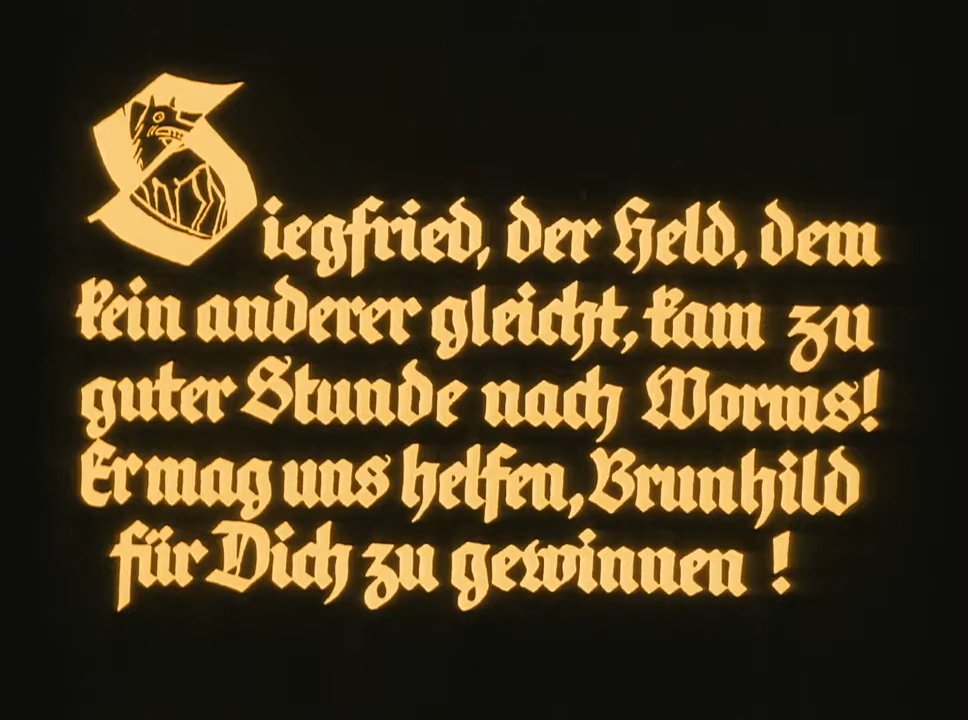 Siegfried, der Held, dem
kein anderer gleicht, kam zu
guter Stunde nach Worms!
Er mag uns helfen, Brunhild
für Dich zu gewinnen!